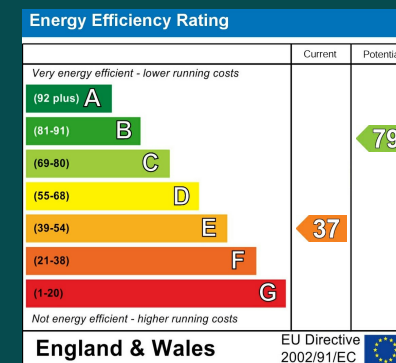 Energy Efficiency Rating
Current Potentia
Very energy efficient - lower running costs
(92 plus) A
(81-91) B
79
(69-80) C
(55-68) D
(39-54) E
37
(21-38) F
(1-20) G
Not energy efficient - higher running costs
England & Wales
EU Directive
2002/91/EC